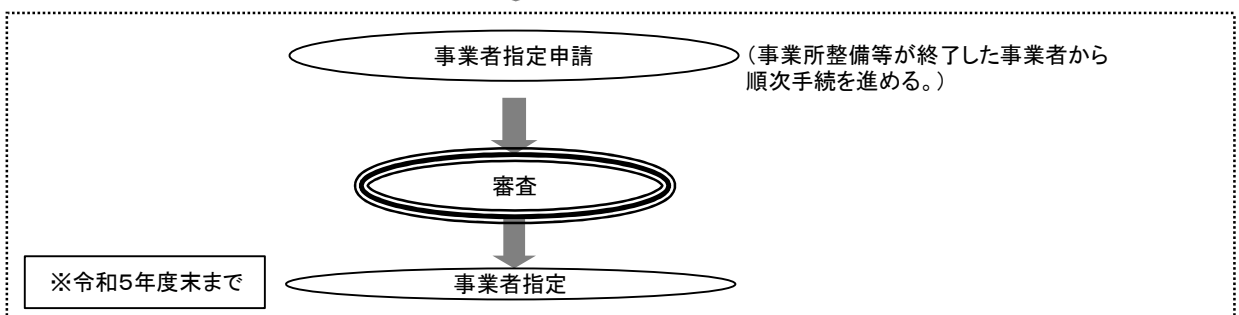 事業者指定申請
（事業所整備等が終了した事業者から
順次手続を進める。）
審査
※令和５年度末まで
事業者指定